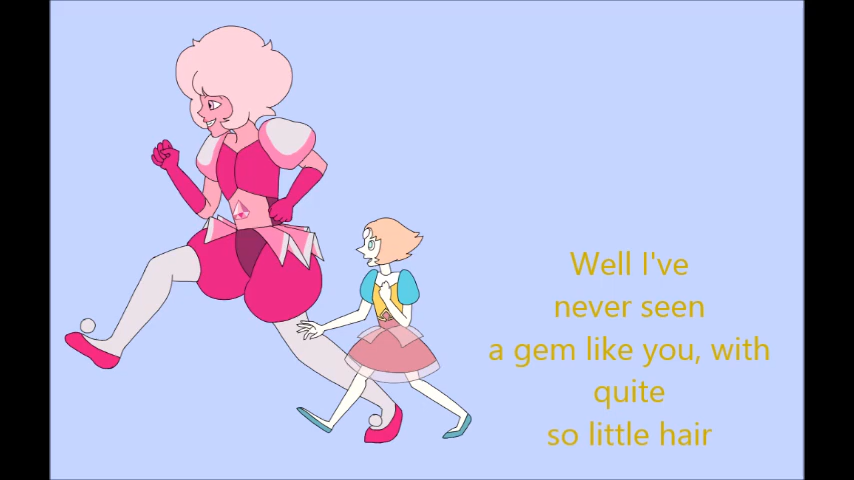 Well I've
never seen
a gem like you, with
quite
so little hair